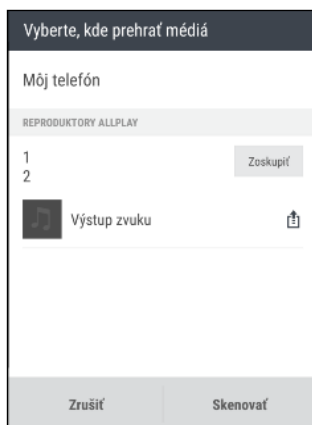 Vyberte, kde prehrať médiá
Môj telefón
REPRODUKTORY ALLPLAY
1
2
Zoskupiť
Výstup zvuku
Zrušiť
Skenovať